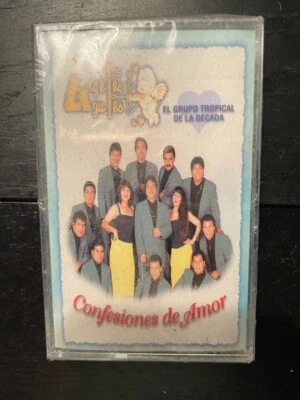 EL GRUPO TROPICAL
DE LA DECADA
Confesiones de Amor